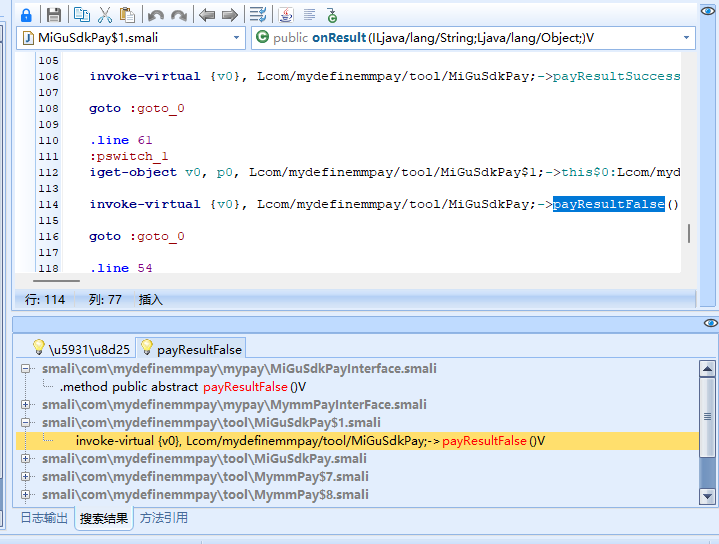 MiGuSdkPay$1.smali
public onResult(ILjava/lang/String;Ljava/lang/Object;)V
105
106 invoke-virtual {v0}, Lcom/mydefinemmpay/tool/MiGuSdkPay;->payResultSuccess
107
108 goto :goto_0
109
110 .line 61
111 :pswitch_1
112 iget-object v0, p0, Lcom/mydefinemmpay/tool/MiGuSdkPay$1;->this$0:Lcom/myd
113
114 invoke-virtual {v0}, Lcom/mydefinemmpay/tool/MiGuSdkPay;->payResultFalse()
115
116 goto :goto_0
117
118 .line 54
行: 114 列: 77 插入
\u5931\u8d25 payResultFalse
smali\com\mydefinemmpay\mypay\MiGuSdkPayInterface.smali
.method public abstract payResultFalse()V
smali\com\mydefinemmpay\mypay\MymmPayInterFace.smali
smali\com\mydefinemmpay\tool\MiGuSdkPay$1.smali
invoke-virtual {v0}, Lcom/mydefinemmpay/tool/MiGuSdkPay;->payResultFalse()V
smali\com\mydefinemmpay\tool\MiGuSdkPay.smali
smali\com\mydefinemmpay\tool\MymmPay$7.smali
smali\com\mydefinemmpay\tool\MymmPay$8.smali
日志输出 搜索结果 方法引用